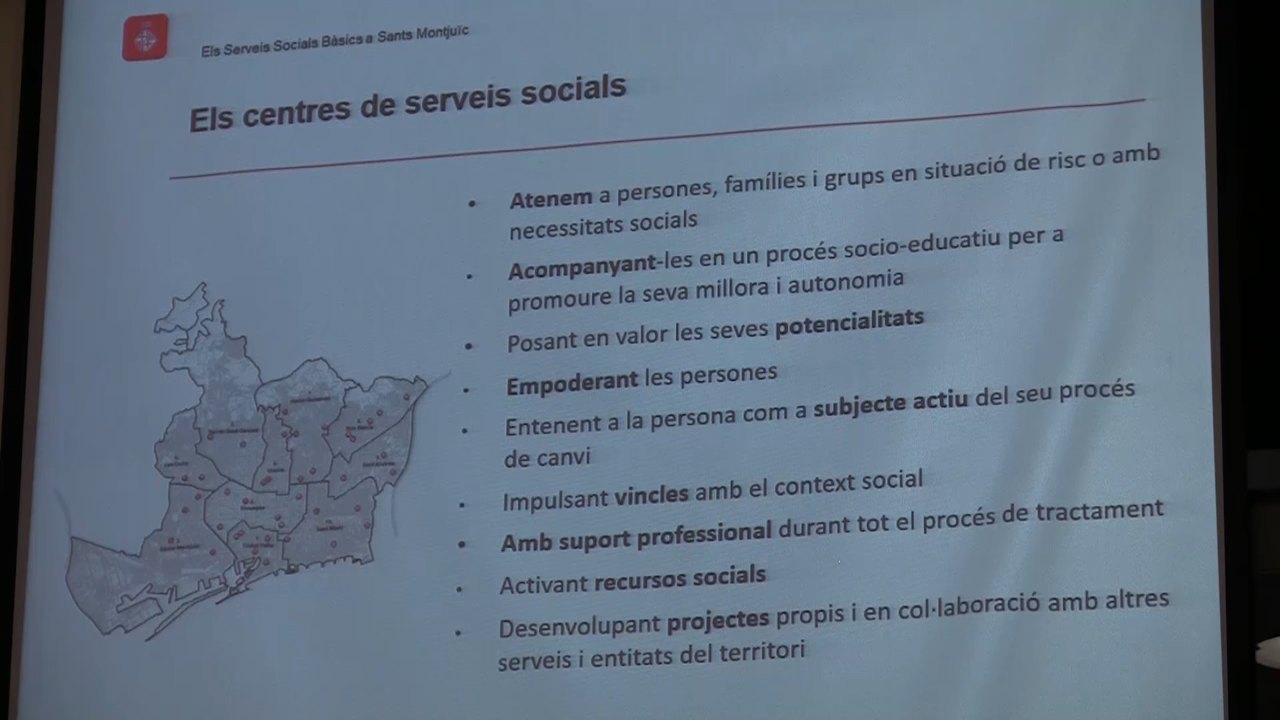 Els Serveis Socials Bàsics a Sants Montjuïc
Els centres de serveis socials
• Atenem a persones, famílies i grups en situació de risc o amb
necessitats socials
• Acompanyant-les en un procés socio-educatiu per a
promoure la seva millora i autonomia
• Posant en valor les seves potencialitats
• Empoderant les persones
• Entenent a la persona com a subjecte actiu del seu procés
de canvi
• Impulsant vincles amb el context social
• Amb suport professional durant tot el procés de tractament
• Activant recursos socials
• Desenvolupant projectes propis i en col·laboració amb altres
serveis i entitats del territori